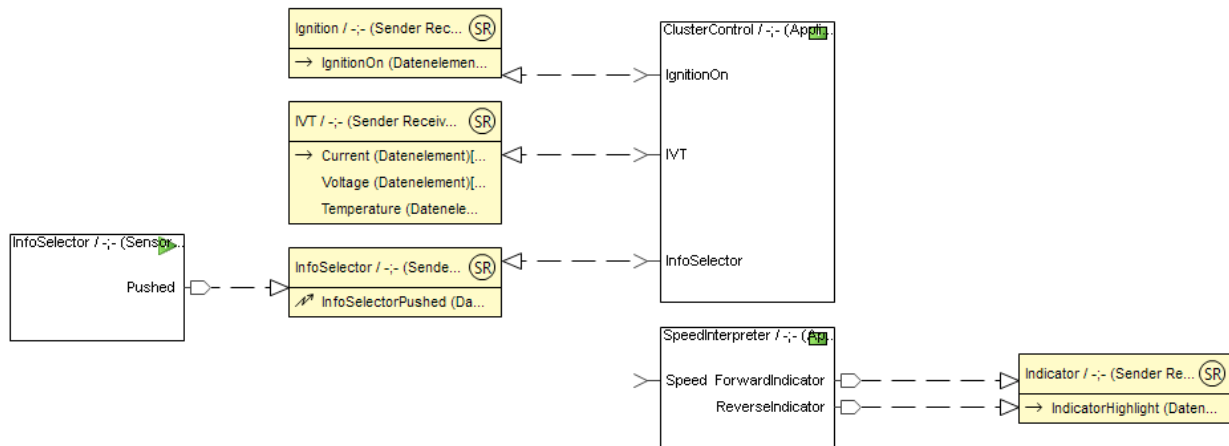 Ignition / -;- (Sender Rec... SR
→ IgnitionOn (Datenelemen...
ClusterControl / -;- (Appli...
IgnitionOn
IVT / -;- (Sender Receiv... SR
→ Current (Datenelement)[...
Voltage (Datenelement)[...
Temperature (Datenele...
IVT
InfoSelector / -;- (Sensor...
Pushed
InfoSelector / -;- (Sende... SR
InfoSelectorPushed (Da...
InfoSelector
SpeedInterpreter / -;- (Ap...
Speed ForwardIndicator
ReverseIndicator
Indicator / -;- (Sender Re... SR
→ IndicatorHighlight (Daten...